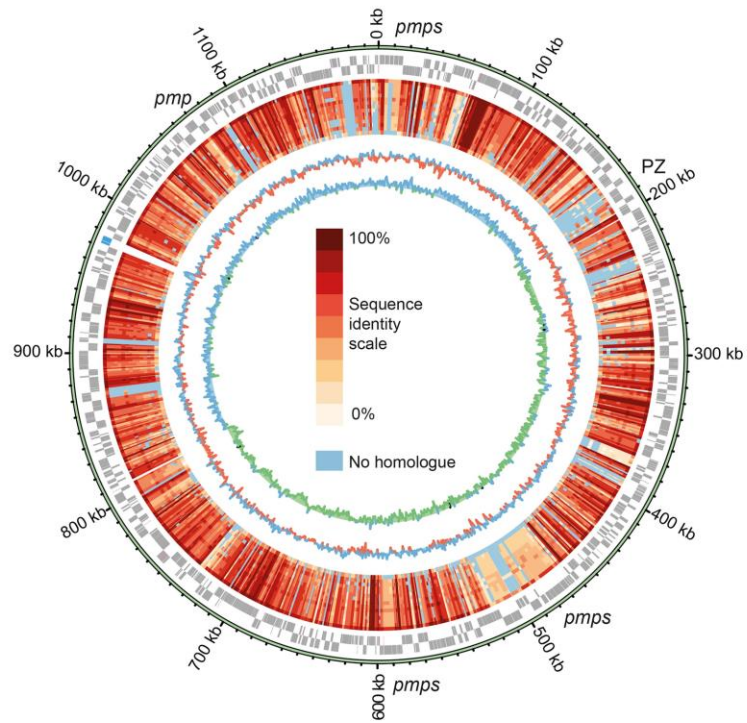 0 kb
pmps
100 kb
PZ
200 kb
300 kb
400 kb
pmps
500 kb
pmps
600 kb
700 kb
800 kb
900 kb
1000 kb
pmp
1100 kb
100%
Sequence
identity
scale
0%
No homologue